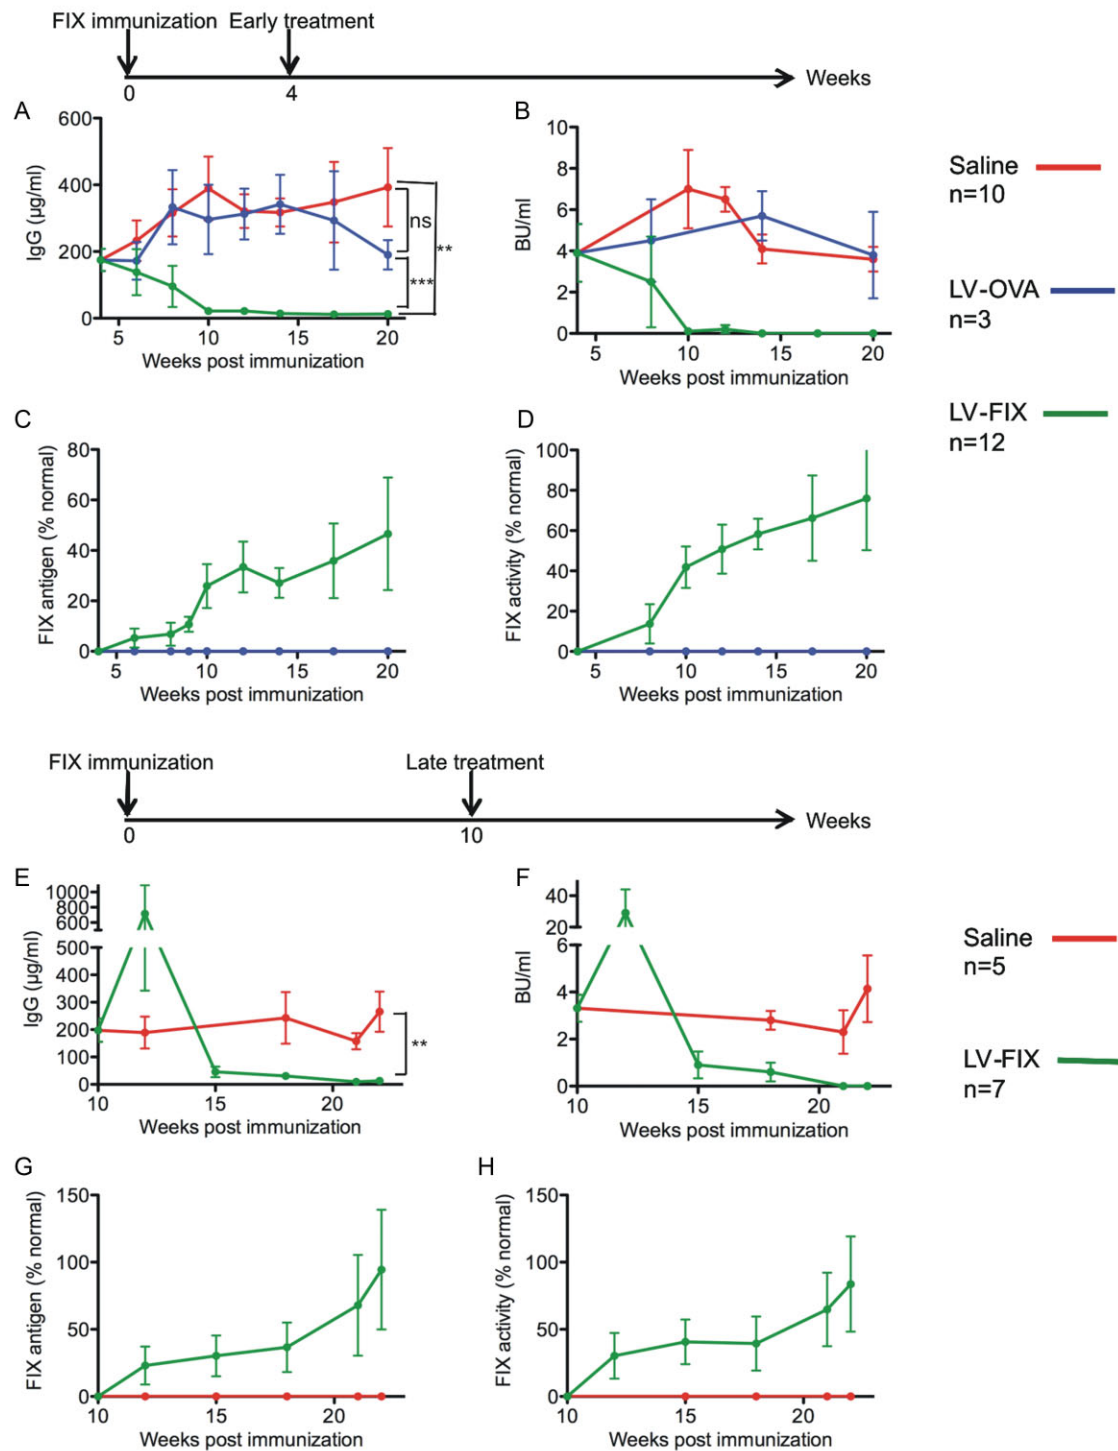 FIX immunization Early treatment
0 4 Weeks
A
600
400
200
0
IgG (µg/ml)
ns
**
***
5 10 15 20
Weeks post immunization
B
10
8
6
4
2
0
BU/ml
5 10 15 20
Weeks post immunization
Saline
n=10
LV-OVA
n=3
LV-FIX
n=12
C
80
60
40
20
0
FIX antigen (% normal)
5 10 15 20
Weeks post immunization
D
100
80
60
40
20
0
FIX activity (% normal)
5 10 15 20
Weeks post immunization
FIX immunization Late treatment
0 10 Weeks
E
1000
800
600
500
400
300
200
100
0
IgG (µg/ml)
**
10 15 20
Weeks post immunization
F
40
20
6
4
2
0
BU/ml
10 15 20
Weeks post immunization
Saline
n=5
LV-FIX
n=7
G
150
100
50
0
FIX antigen (% normal)
10 15 20
Weeks post immunization
H
150
100
50
0
FIX activity (% normal)
10 15 20
Weeks post immunization